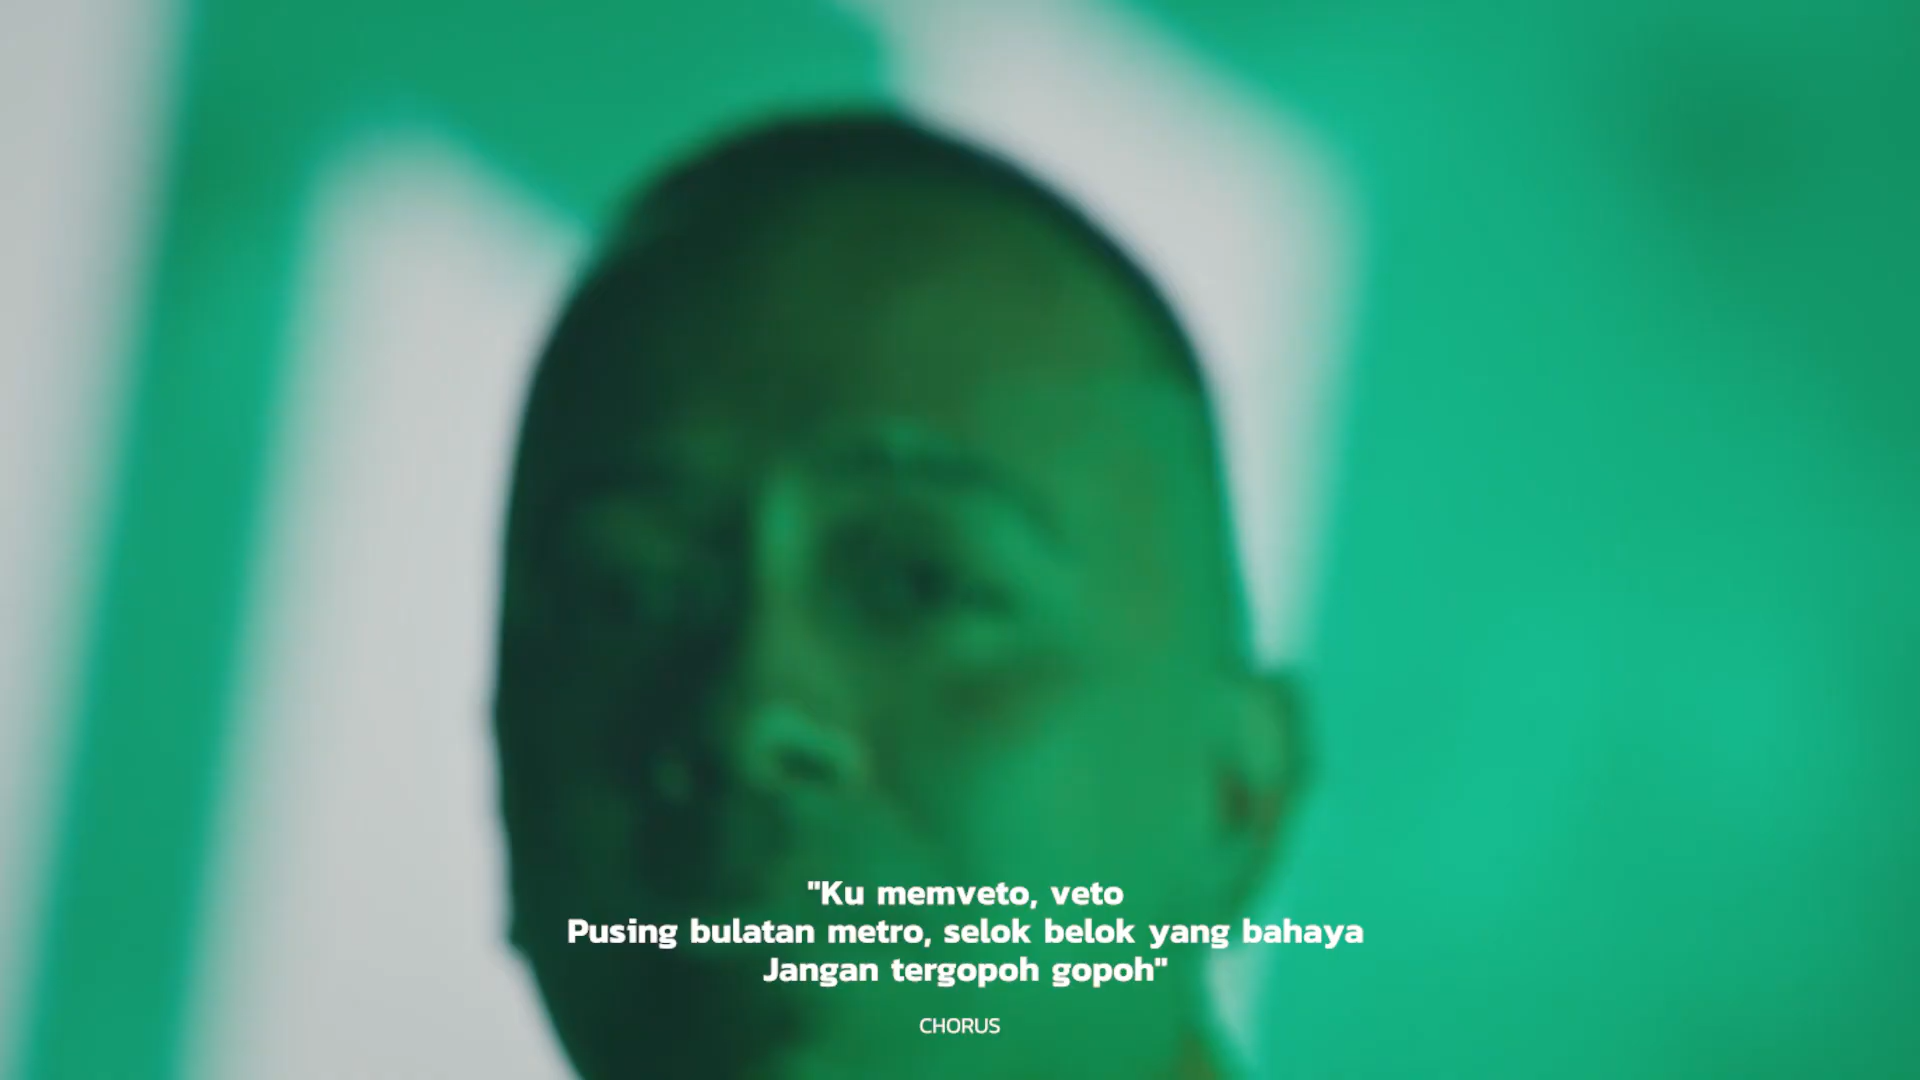 "Ku memveto, veto
Pusing bulatan metro, selok belok yang bahaya
Jangan tergopoh gopoh"
CHORUS